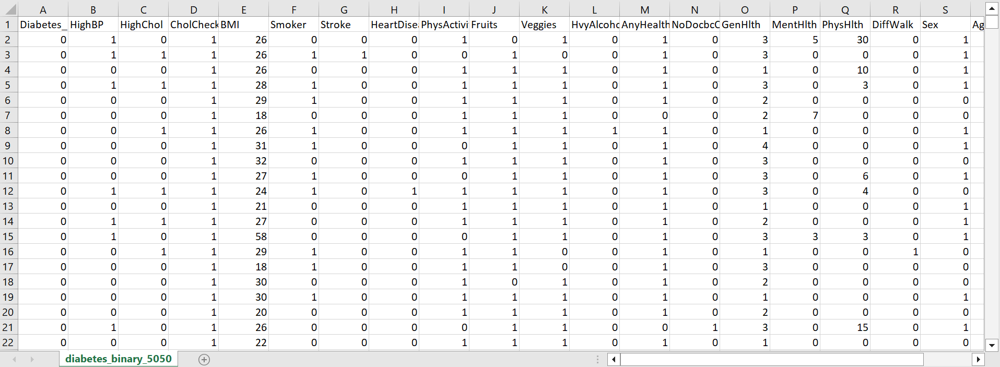 A B C D E F G H I J K L M N O P Q R S
1 Diabetes_ HighBP HighChol CholCheck BMI Smoker Stroke HeartDisea PhysActivi Fruits Veggies HvyAlcoho AnyHealth NoDocbcC GenHlth MentHlth PhysHlth DiffWalk Sex Ag
2 0 1 0 1 26 0 0 0 1 0 1 0 1 0 3 5 30 0 1
3 0 1 1 1 26 1 1 0 0 1 0 0 1 0 3 0 0 0 1
4 0 0 0 1 26 0 0 0 1 1 1 0 1 0 1 0 10 0 1
5 0 1 1 1 28 1 0 0 1 1 1 0 1 0 3 0 3 0 1
6 0 0 0 1 29 1 0 0 1 1 1 0 1 0 2 0 0 0 0
7 0 0 0 1 18 0 0 0 1 1 1 0 0 0 2 7 0 0 0
8 0 0 1 1 26 1 0 0 1 1 1 1 1 0 1 0 0 0 1
9 0 0 0 1 31 1 0 0 0 1 1 0 1 0 4 0 0 0 1
10 0 0 0 1 32 0 0 0 1 1 1 0 1 0 3 0 0 0 0
11 0 0 0 1 27 1 0 0 0 1 1 0 1 0 3 0 6 0 1
12 0 1 1 1 24 1 0 1 1 1 1 0 1 0 3 0 4 0 0
13 0 0 0 1 21 0 0 0 1 1 1 0 1 0 1 0 0 0 1
14 0 1 1 1 27 0 0 0 1 1 1 0 1 0 2 0 0 0 1
15 0 1 0 1 58 0 0 0 0 1 1 0 1 0 3 3 3 0 1
16 0 0 1 1 29 1 0 0 1 1 0 0 1 0 1 0 0 1 0
17 0 0 0 1 18 1 0 0 1 1 0 0 1 0 3 0 0 0 0
18 0 0 0 1 30 0 0 0 1 0 1 0 1 0 2 0 0 0 0
19 0 0 0 1 30 1 0 0 1 1 1 0 1 0 1 0 0 0 1
20 0 0 0 1 20 0 0 0 1 1 1 0 1 0 2 0 0 0 0
21 0 1 0 1 26 0 0 0 0 1 1 0 0 1 3 0 15 0 1
22 0 0 0 1 22 0 0 0 1 1 1 0 1 0 1 0 0 0 0
diabetes_binary_5050